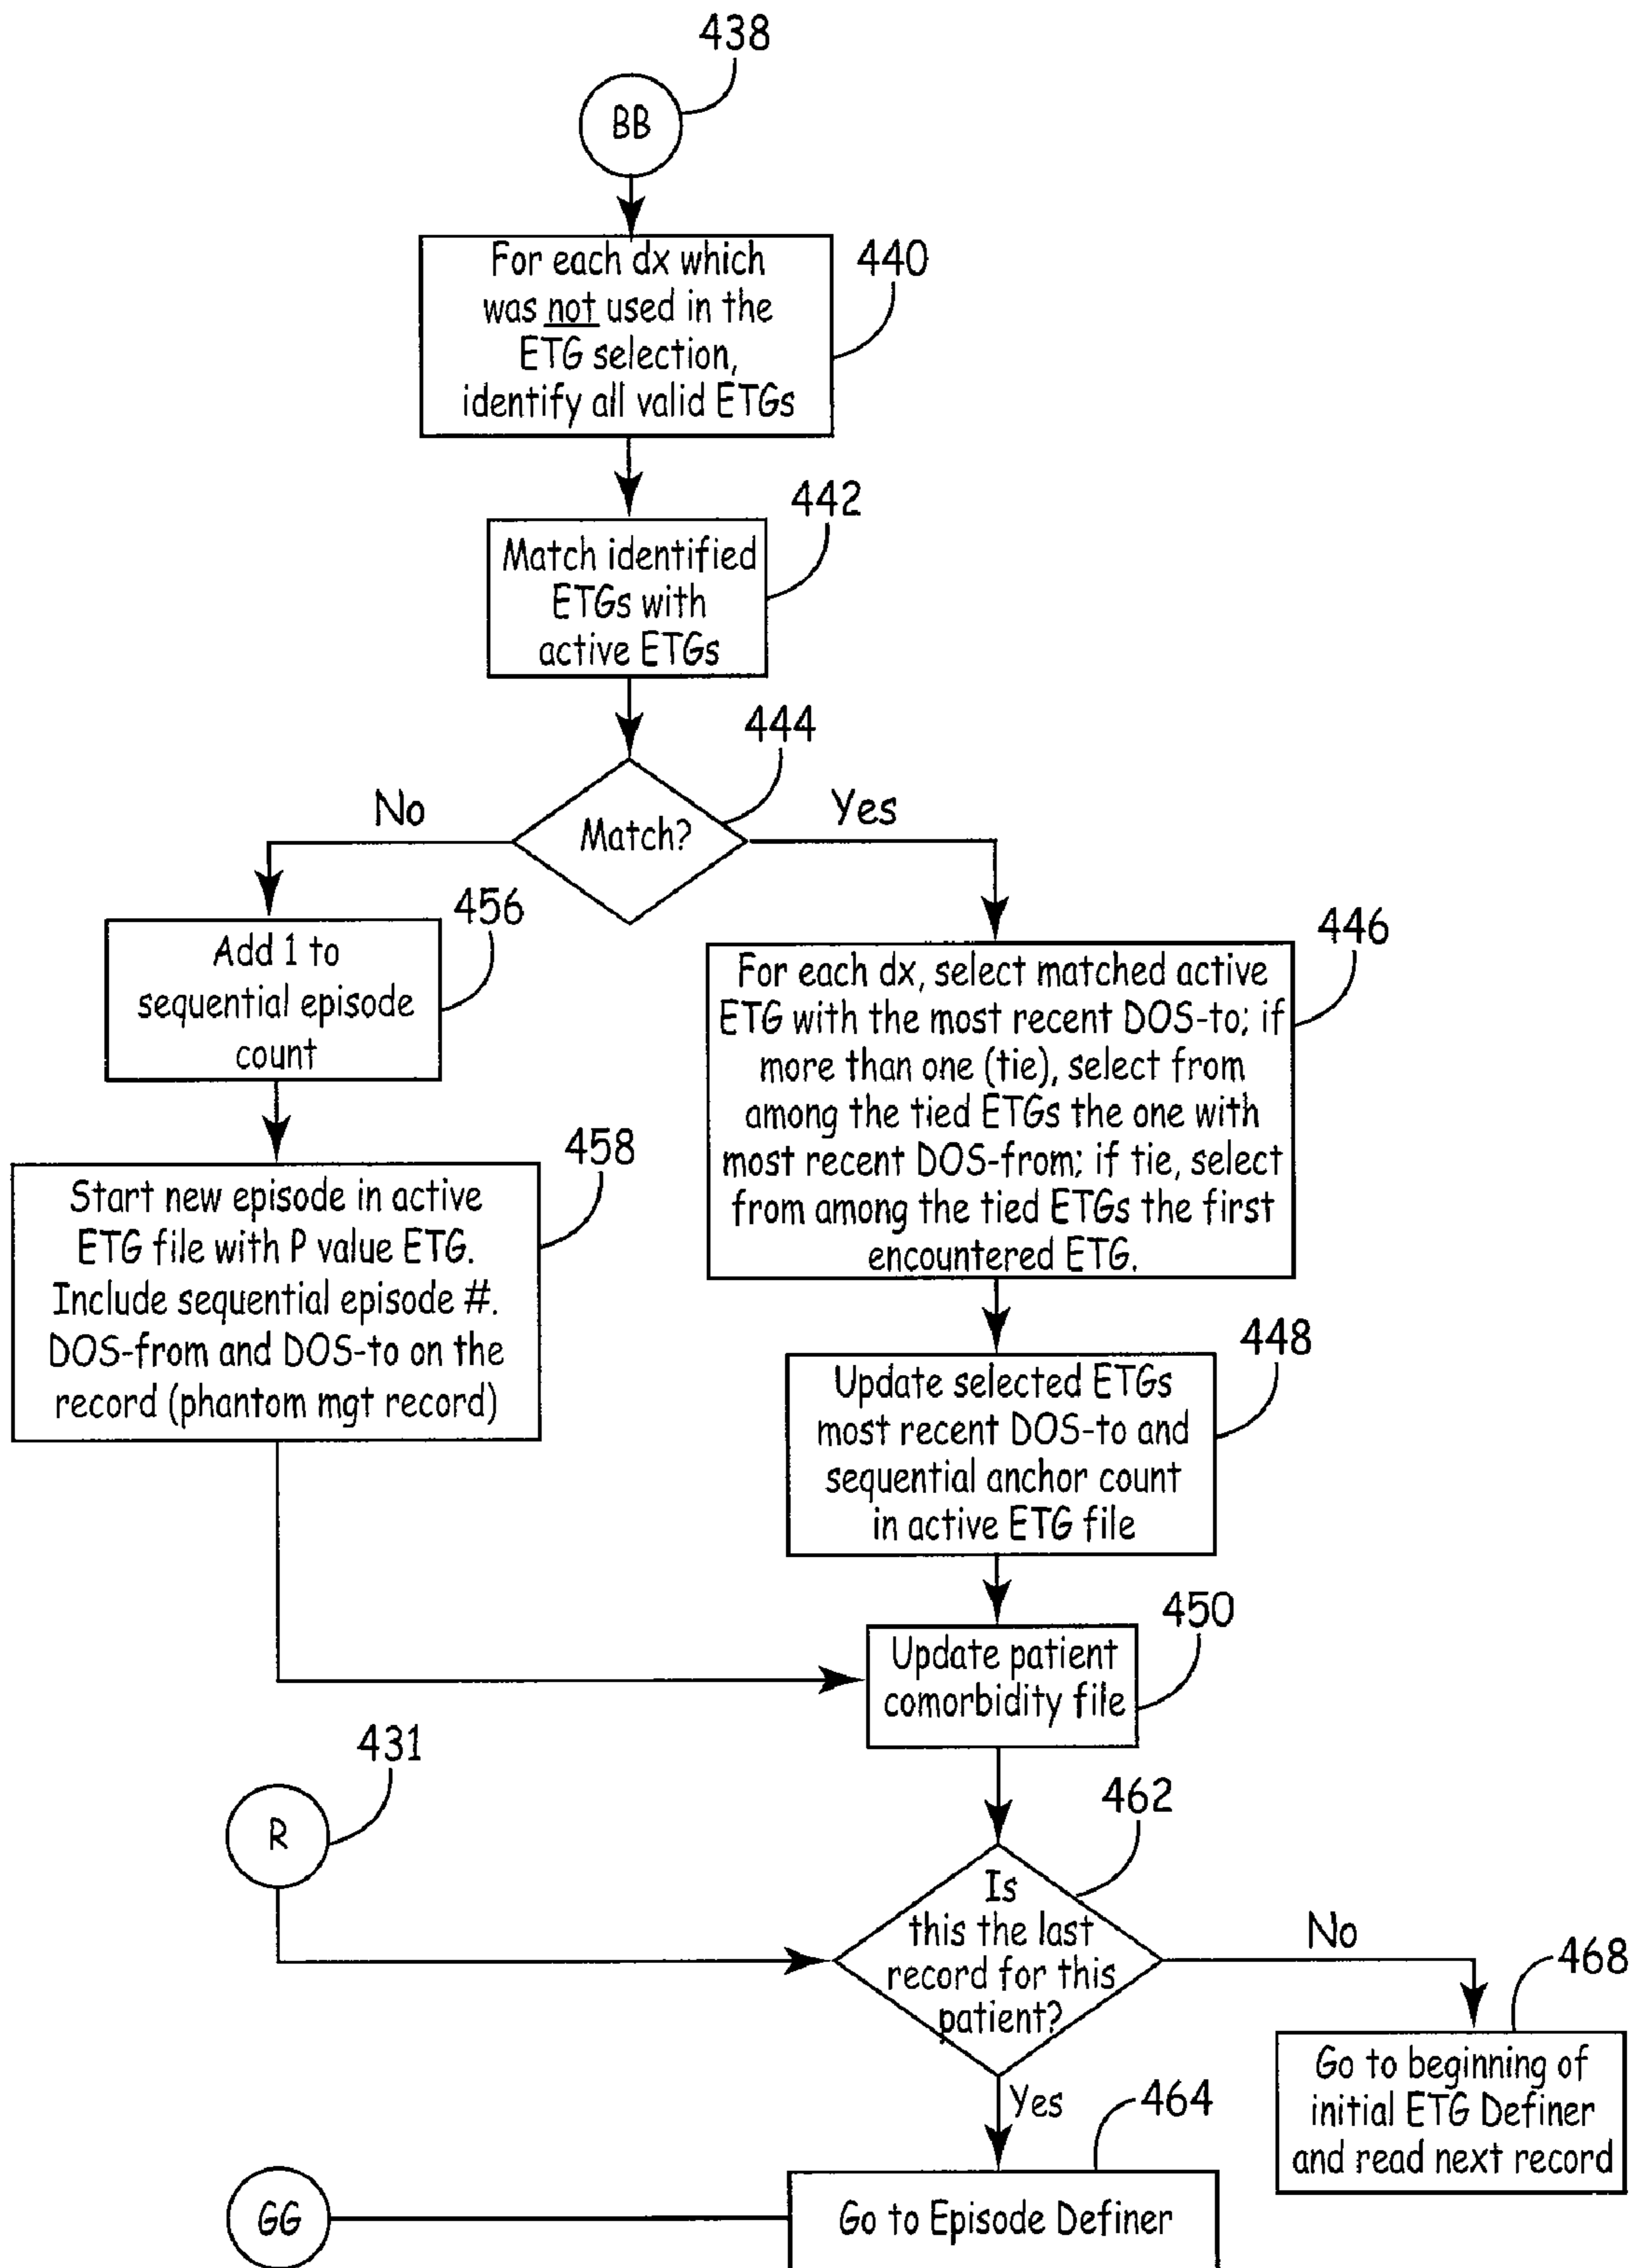 438
BB
For each dx which
was not used in the
ETG selection,
identify all valid ETGs
440
442
Match identified
ETGs with
active ETGs
444
Match?
No
Yes
456
Add 1 to
sequential episode
count
446
For each dx, select matched active
ETG with the most recent DOS-to; if
more than one (tie), select from
among the tied ETGs the one with
most recent DOS-from; if tie, select
from among the tied ETGs the first
encountered ETG.
458
Start new episode in active
ETG file with P value ETG.
Include sequential episode #.
DOS-from and DOS-to on the
record (phantom mgt record)
448
Update selected ETGs
most recent DOS-to and
sequential anchor count
in active ETG file
450
Update patient
comorbidity file
431
R
462
Is
this the last
record for this
patient?
No
468
Go to beginning of
initial ETG Definer
and read next record
Yes
464
GG
Go to Episode Definer